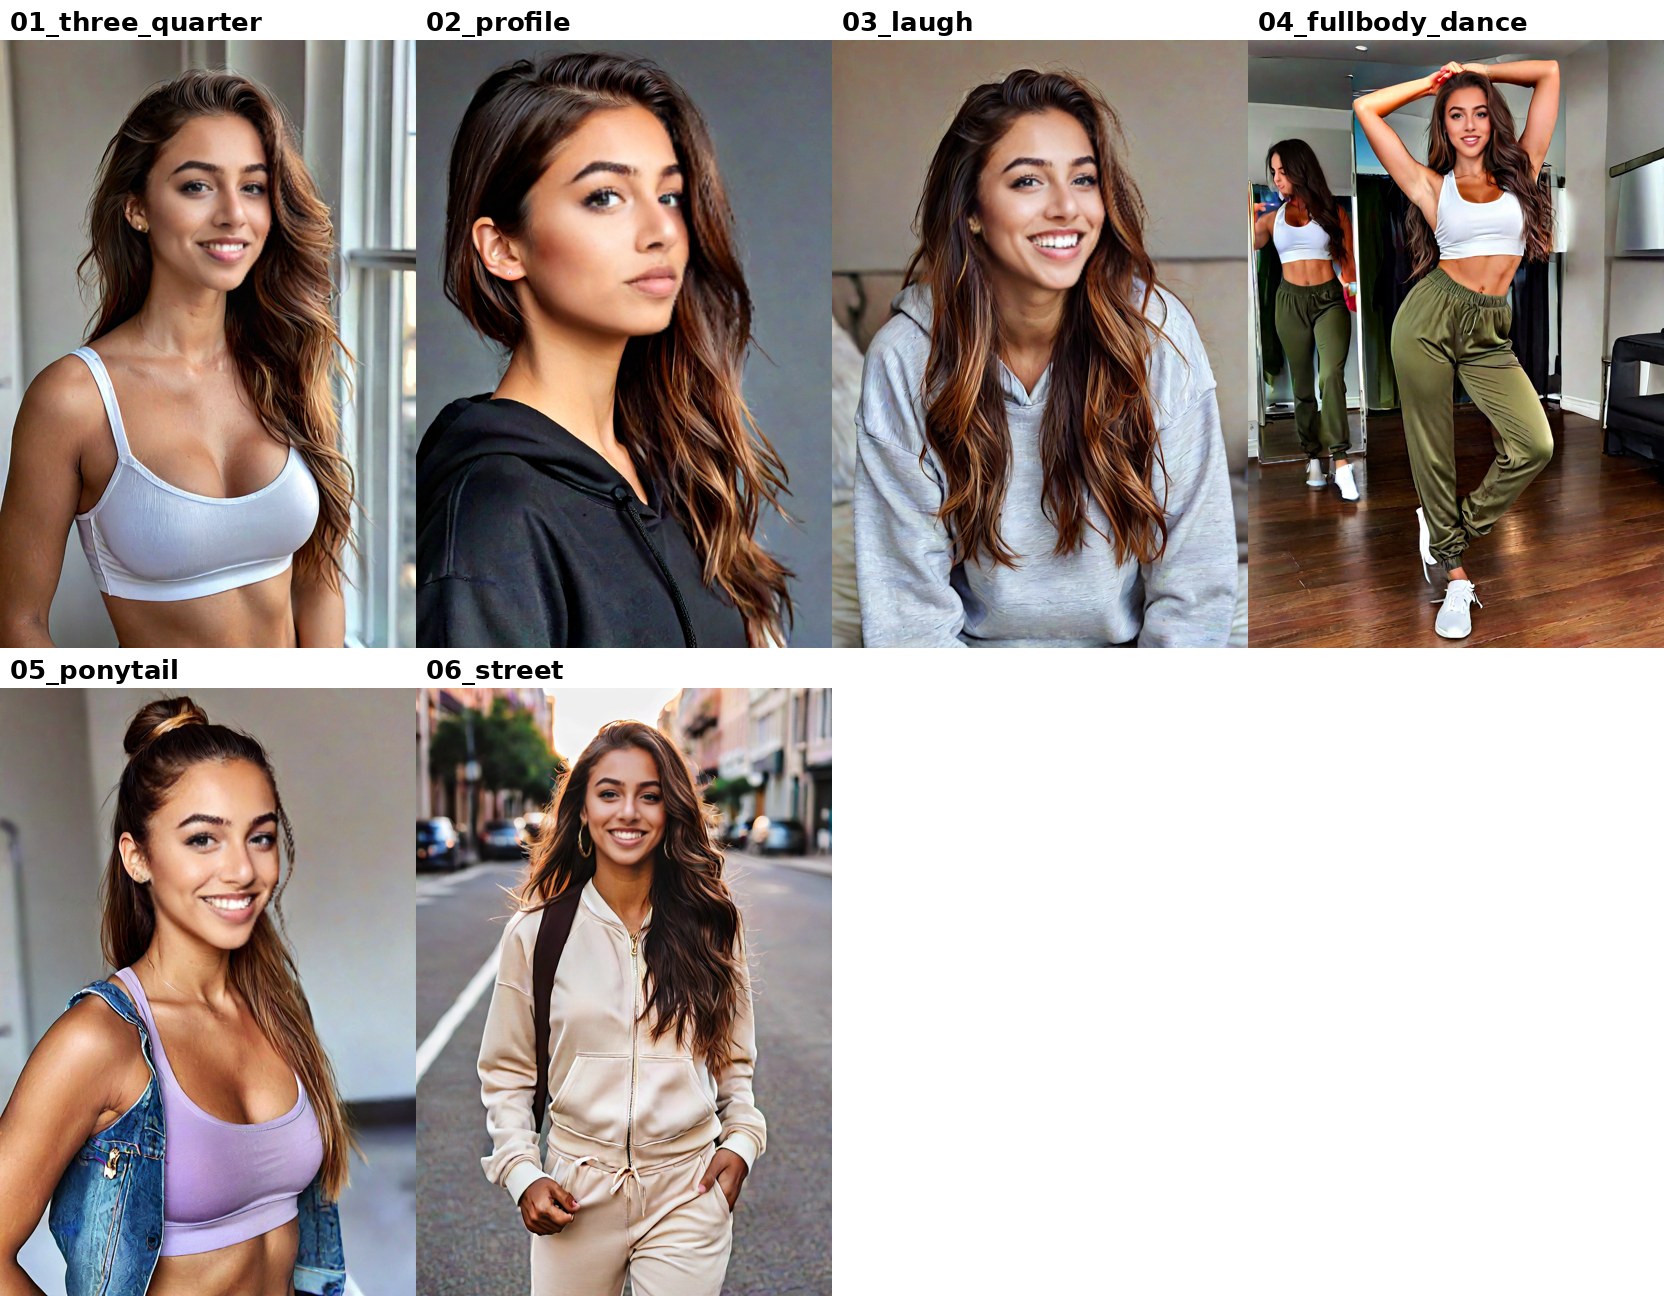 01_three_quarter
02_profile
03_laugh
04_fullbody_dance
05_ponytail
06_street